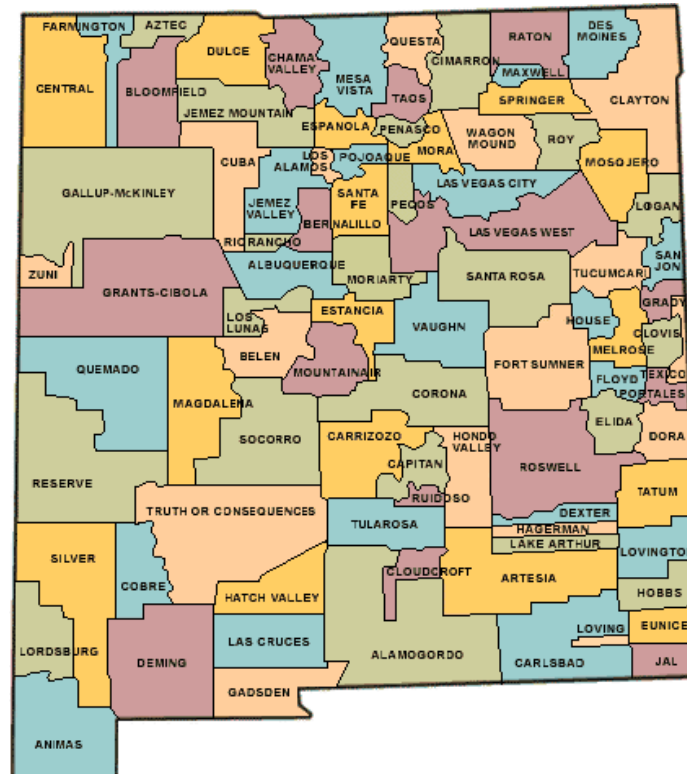 FARMINGTON
AZTEC
DULCE
CHAMA
VALLEY
MESA
VISTA
QUESTA
CIMARRON
RATON
DES
MOINES
MAXWELL
CENTRAL
BLOOMFIELD
TAOS
SPRINGER
CLAYTON
JEMEZ MOUNTAIN
ESPANOLA
PENASCO
MORA
WAGON
MOUND
ROY
MOSQJERO
CUBA
LOS
ALAMOS
POJOAQUE
GALLUP-McKINLEY
JEMEZ
VALLEY
SANTA
FE
PECOS
LAS VEGAS CITY
LOGAN
BERNALILLO
LAS VEGAS WEST
RIO RANCHO
ALBUQUERQUE
SAN
JON
ZUNI
GRANTS-CIBOLA
MORIARTY
SANTA ROSA
TUCUMCARI
GRADY
LOS
LUNAS
ESTANCIA
VAUGHN
HOUSE
CLOVIS
BELEN
MELROSE
QUEMADO
MOUNTAINAIR
FORT SUMNER
FLOYD
TEXICO
PORTALES
MAGDALENA
CORONA
ELIDA
SOCORRO
CARRIZOZO
HONDO
VALLEY
DORA
CAPITAN
ROSWELL
RESERVE
RUIDOSO
TATUM
TRUTH OR CONSEQUENCES
TULAROSA
DEXTER
HAGERMAN
LAKE ARTHUR
LOVINGTON
SILVER
COBRE
CLOUDCROFT
ARTESIA
HATCH VALLEY
HOBBS
LORDSBURG
LAS CRUCES
LOVING
EUNICE
DEMING
ALAMOGORDO
CARLSBAD
JAL
GADSDEN
ANIMAS